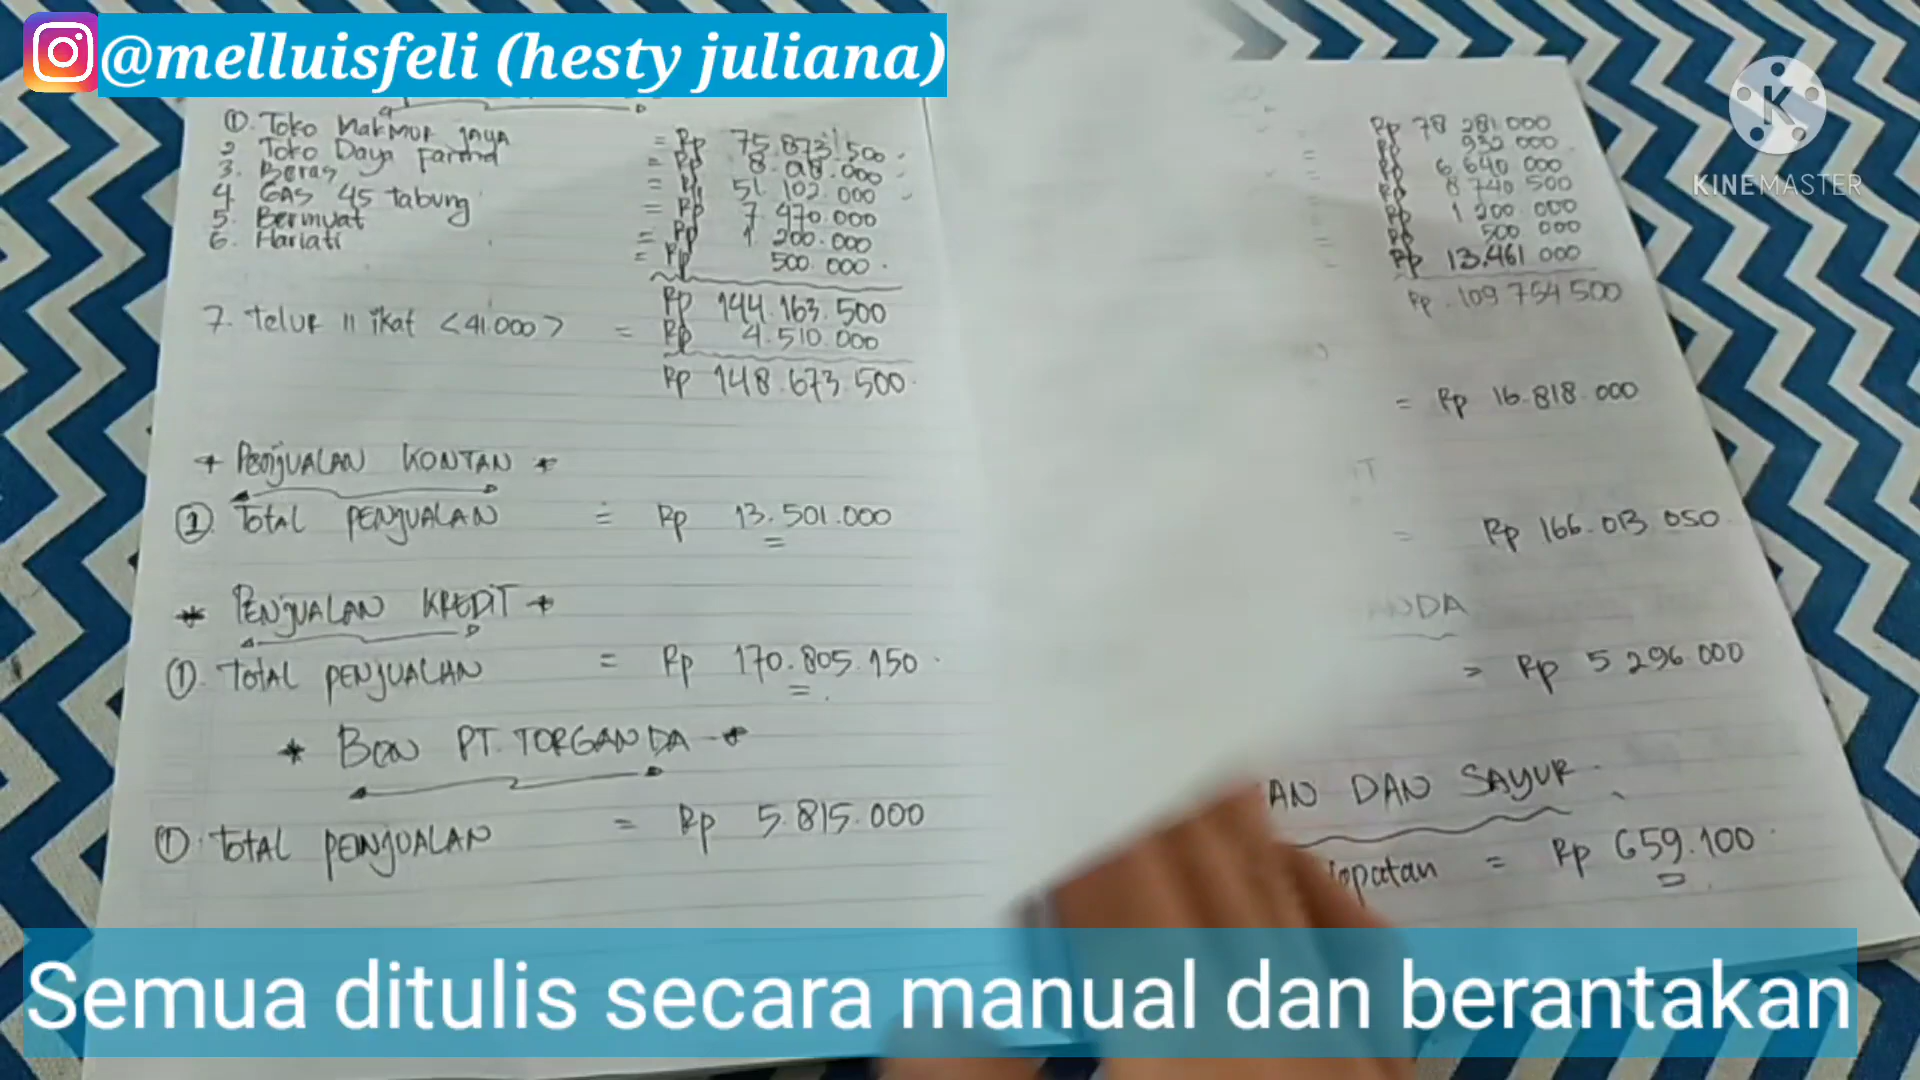 @melluisfeli (hesty juliana)
KINEMASTER
①. Toko Makmur Jaya = Rp 75.873.500
2 Toko Daya = Rp 8.018.000
3. Beras = Rp 51.102.000
4 GAS 45 tabung = Rp 7.470.000
5. Bermuat = Rp 1.200.000
6. Hariati = Rp 500.000
Rp 144.163.500
7. telur 11 ikat <41.000> = Rp 4.510.000
Rp 148.673.500
PENJUALAN KONTAN
① Total PENJUALAN = Rp 13.501.000
* PENJUALAN KREDIT *
①. Total PENJUALAN = Rp 170.805.150
* BON PT. TORGANDA *
①. Total PENJUALAN = Rp 5.815.000
Rp 78 281.000
= Rp 000
Rp 6 640 000
Rp 8 740 500
Rp 1 200 000
Rp 500 000
Rp 13.461 000
Rp. 109 754 500
= Rp 16.818.000
= Rp 166.013 050
ANDA
= Rp 5 296.000
AN DAN SAYUR
apatan = Rp 659.100
Semua ditulis secara manual dan berantakan